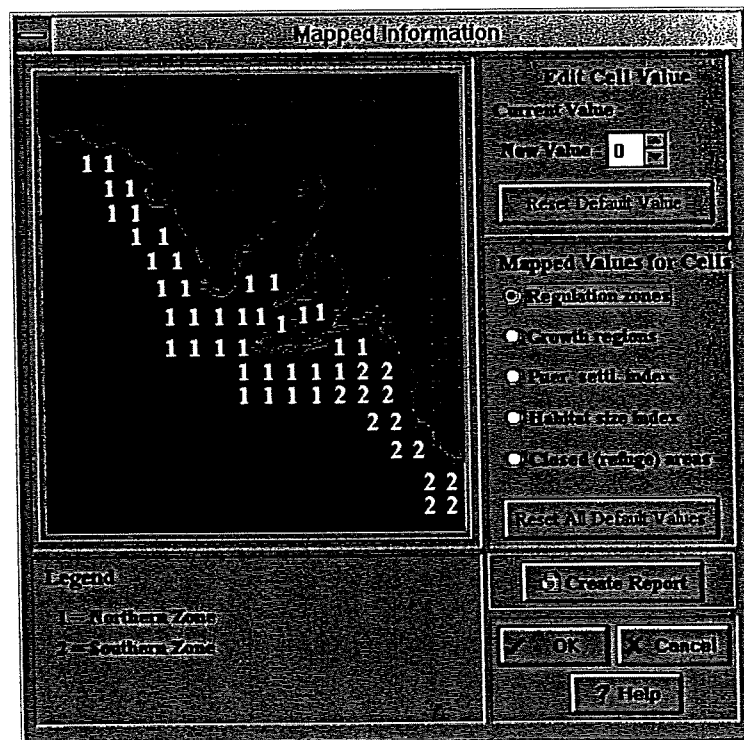 Mapped Information
1 1
1 1
1 1
1 1
1 1
1 1 1 1
1 1 1 1 1 1 1 1
1 1 1 1 1 1
1 1 1 1 1 2 2
1 1 1 1 2 2 2
2 2
2 2
2 2
2 2
Edit Cell Value
Current Value
New Value = 0
Reset Default Value
Mapped Values for Cells
Regulation zones
Growth regions
Puer. settl. index
Habitat size index
Closed (refuge) areas
Reset All Default Values
Legend
1 = Northern Zone
2 = Southern Zone
Create Report
OK
X Cancel
? Help